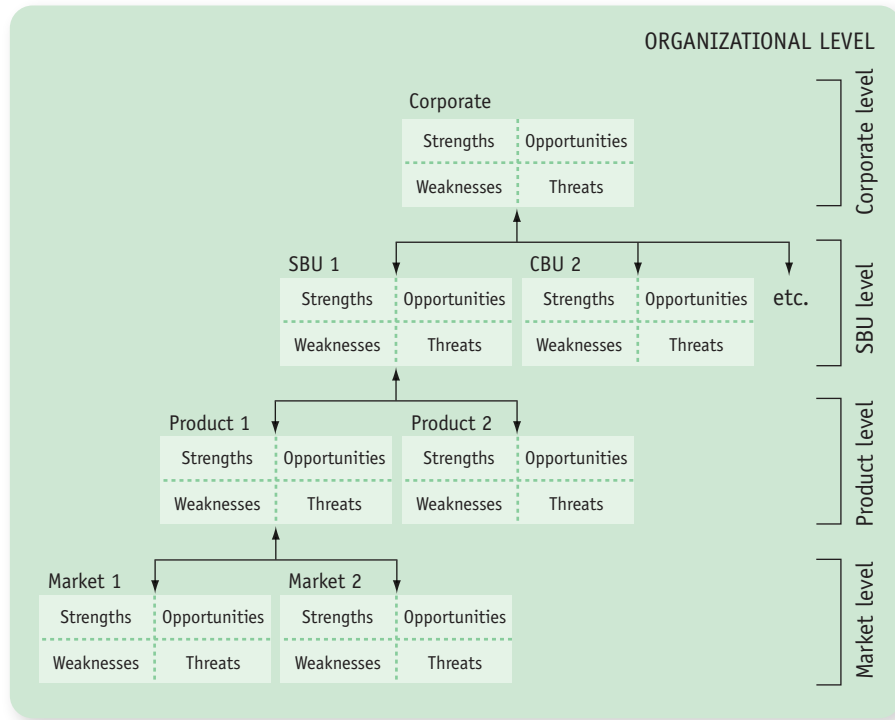 ORGANIZATIONAL LEVEL
Corporate level
Corporate
Strengths Opportunities
Weaknesses Threats
SBU level
SBU 1 CBU 2
Strengths Opportunities Strengths Opportunities etc.
Weaknesses Threats Weaknesses Threats
Product level
Product 1 Product 2
Strengths Opportunities Strengths Opportunities
Weaknesses Threats Weaknesses Threats
Market level
Market 1 Market 2
Strengths Opportunities Strengths Opportunities
Weaknesses Threats Weaknesses Threats